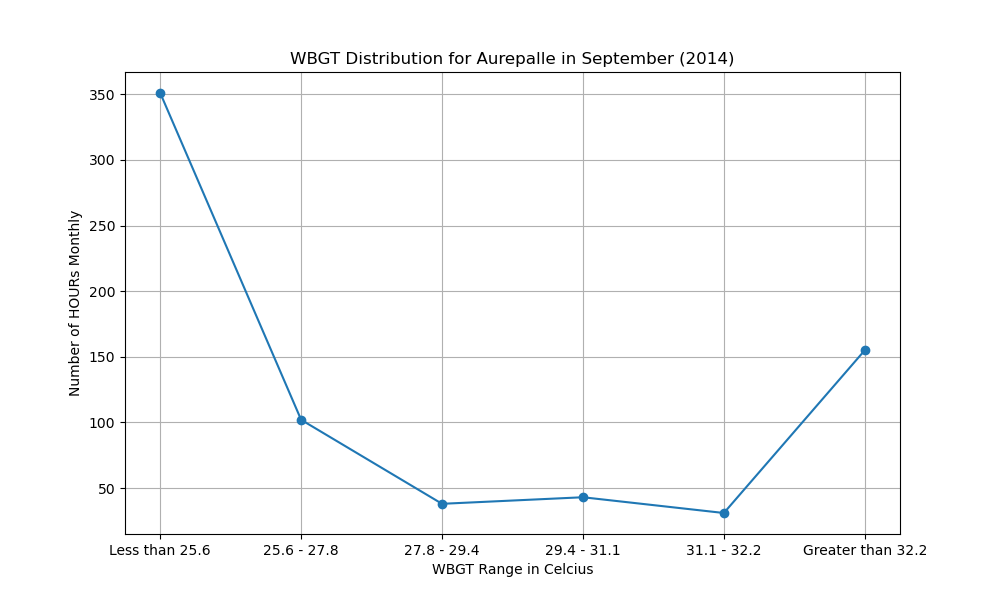 WBGT Distribution for Aurepalle in September (2014)
Number of HOURs Monthly
350
300
250
200
150
100
50
Less than 25.6
25.6 - 27.8
27.8 - 29.4
29.4 - 31.1
31.1 - 32.2
Greater than 32.2
WBGT Range in Celcius